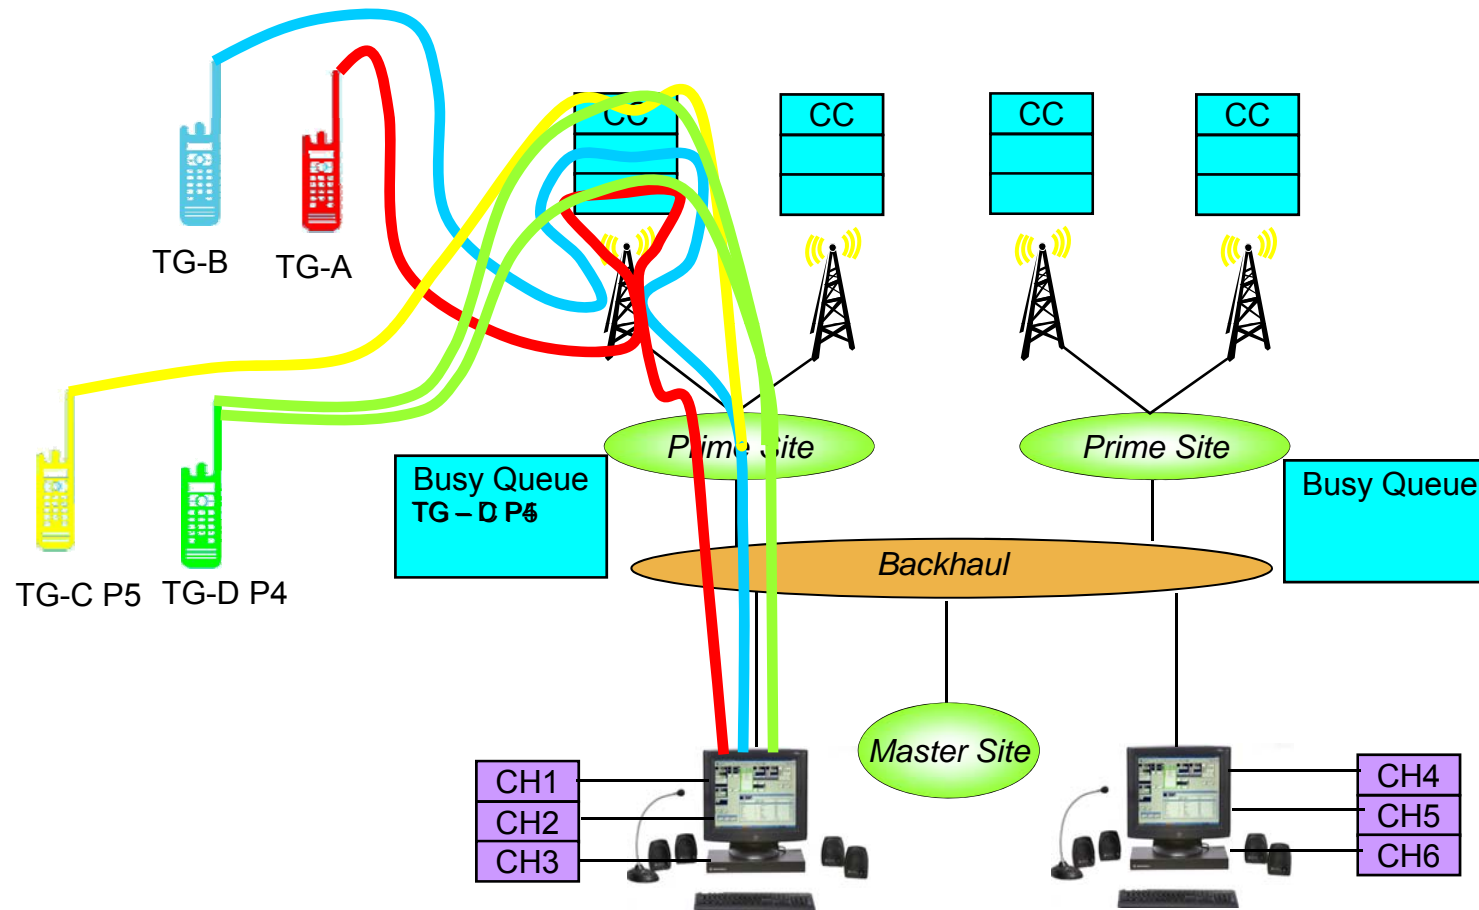 CC
CC
CC
CC
TG-B
TG-A
Prime Site
Prime Site
Busy Queue
Busy Queue
TG – P
Backhaul
TG-C P5
TG-D P4
Master Site
CH1
CH2
CH3
CH4
CH5
CH6